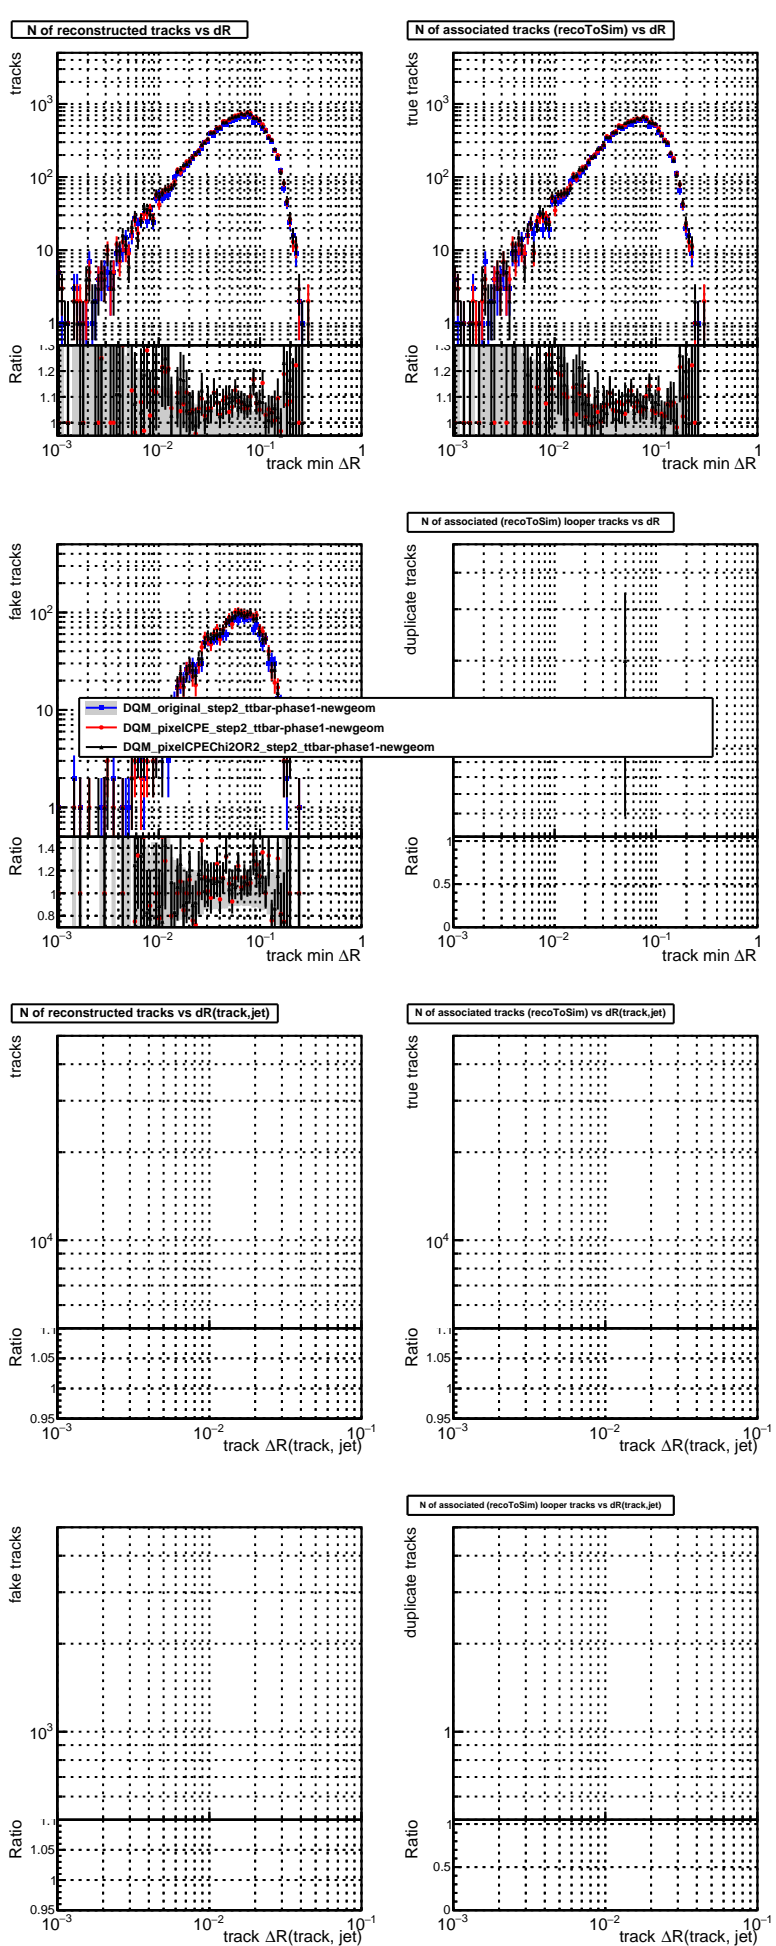 N of reconstructed tracks vs dR
N of associated tracks (recoToSim) vs dR
tracks
10³
10²
10
1
Ratio
1.3
1.2
1.1
1
10⁻³
10⁻²
10⁻¹
1
track min ΔR
true tracks
10³
10²
10
1
Ratio
1.3
1.2
1.1
1
10⁻³
10⁻²
10⁻¹
1
track min ΔR
N of associated (recoToSim) looper tracks vs dR
fake tracks
10²
10
1
Ratio
1.4
1.2
1
0.8
10⁻³
10⁻²
10⁻¹
1
track min ΔR
duplicate tracks
DQM_original_step2_ttbar-phase1-newgeom
DQM_pixelCPE_step2_ttbar-phase1-newgeom
DQM_pixelCPEChi2OR2_step2_ttbar-phase1-newgeom
Ratio
1
0.5
0
10⁻³
10⁻²
10⁻¹
1
track min ΔR
N of reconstructed tracks vs dR(track,jet)
N of associated tracks (recoToSim) vs dR(track,jet)
tracks
10⁴
Ratio
1.1
1.05
1
0.95
10⁻³
10⁻²
10⁻¹
track ΔR(track, jet)
true tracks
10⁴
Ratio
1.1
1.05
1
0.95
10⁻³
10⁻²
10⁻¹
track ΔR(track, jet)
N of associated (recoToSim) looper tracks vs dR(track,jet)
fake tracks
10³
Ratio
1.1
1.05
1
0.95
10⁻³
10⁻²
10⁻¹
track ΔR(track, jet)
duplicate tracks
1
Ratio
1
0.5
0
10⁻³
10⁻²
10⁻¹
track ΔR(track, jet)